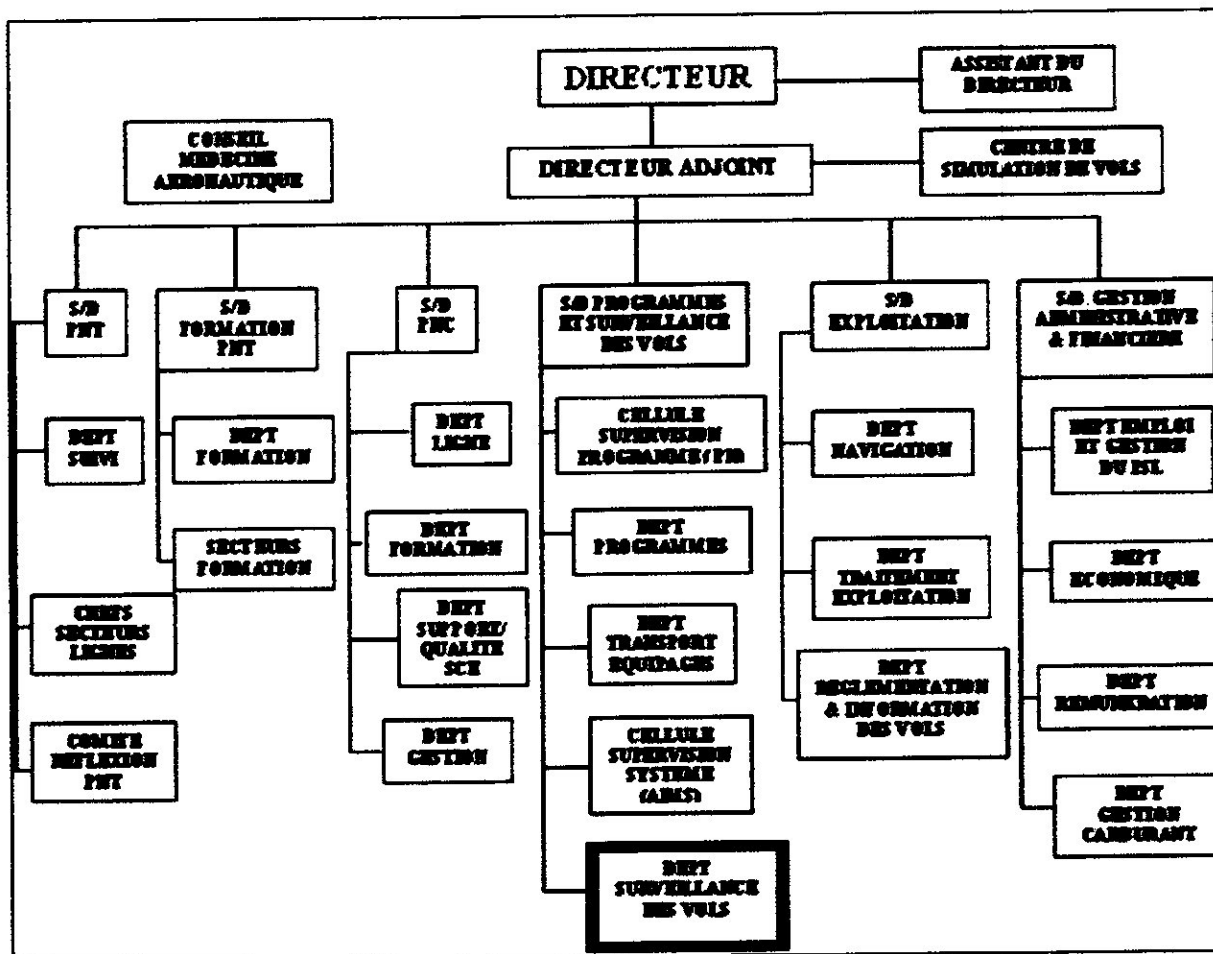 DIRECTEUR
ASSISTANT DU
DIRECTEUR
CONSEIL
MEDECINE
AERONAUTIQUE
DIRECTEUR ADJOINT
CENTRE DE
SIMULATION DE VOLS
S/D
PNT
S/D
FORMATION
PNT
S/D
PNC
S/D PROGRAMMES
ET SURVEILLANCE
DES VOLS
S/D
EXPLOITATION
S/D. GESTION
ADMINISTRATIVE
& FINANCIERE
DEPT
SUIVI
DEPT
FORMATION
DEPT
LIGNE
CELLULE
SUPERVISION
DEPT
NAVIGATION
DEPT EMPLOI
ET GESTION
SECTEURS
FORMATION
DEPT
FORMATION
DEPT
PROGRAMMES
DEPT
TRAITEMENT
EXPLOITATION
DEPT
ECONOMIQUE
CHEFS
SECTEURS
LIGNES
DEPT
SUPPORT/
QUALITE
DEPT
TRANSPORT
EQUIPAGES
DEPT
REGLEMENTATION
& INFORMATION
DES VOLS
DEPT
REMUNERATION
COMITE
REFLEXION
PNT
DEPT
GESTION
CELLULE
SUPERVISION
SYSTEME
(AIMS)
DEPT
GESTION
CARBURANT
DEPT
SURVEILLANCE
DES VOLS